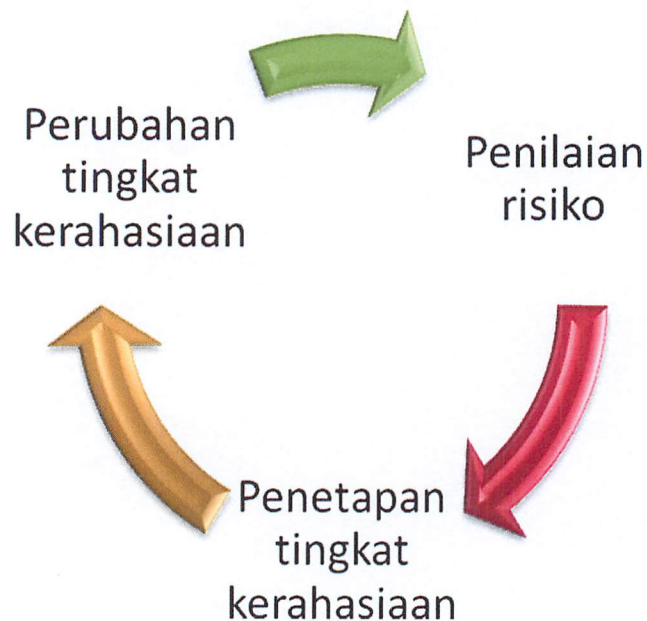 Perubahan
tingkat
kerahasiaan
Penilaian
risiko
Penetapan
tingkat
kerahasiaan